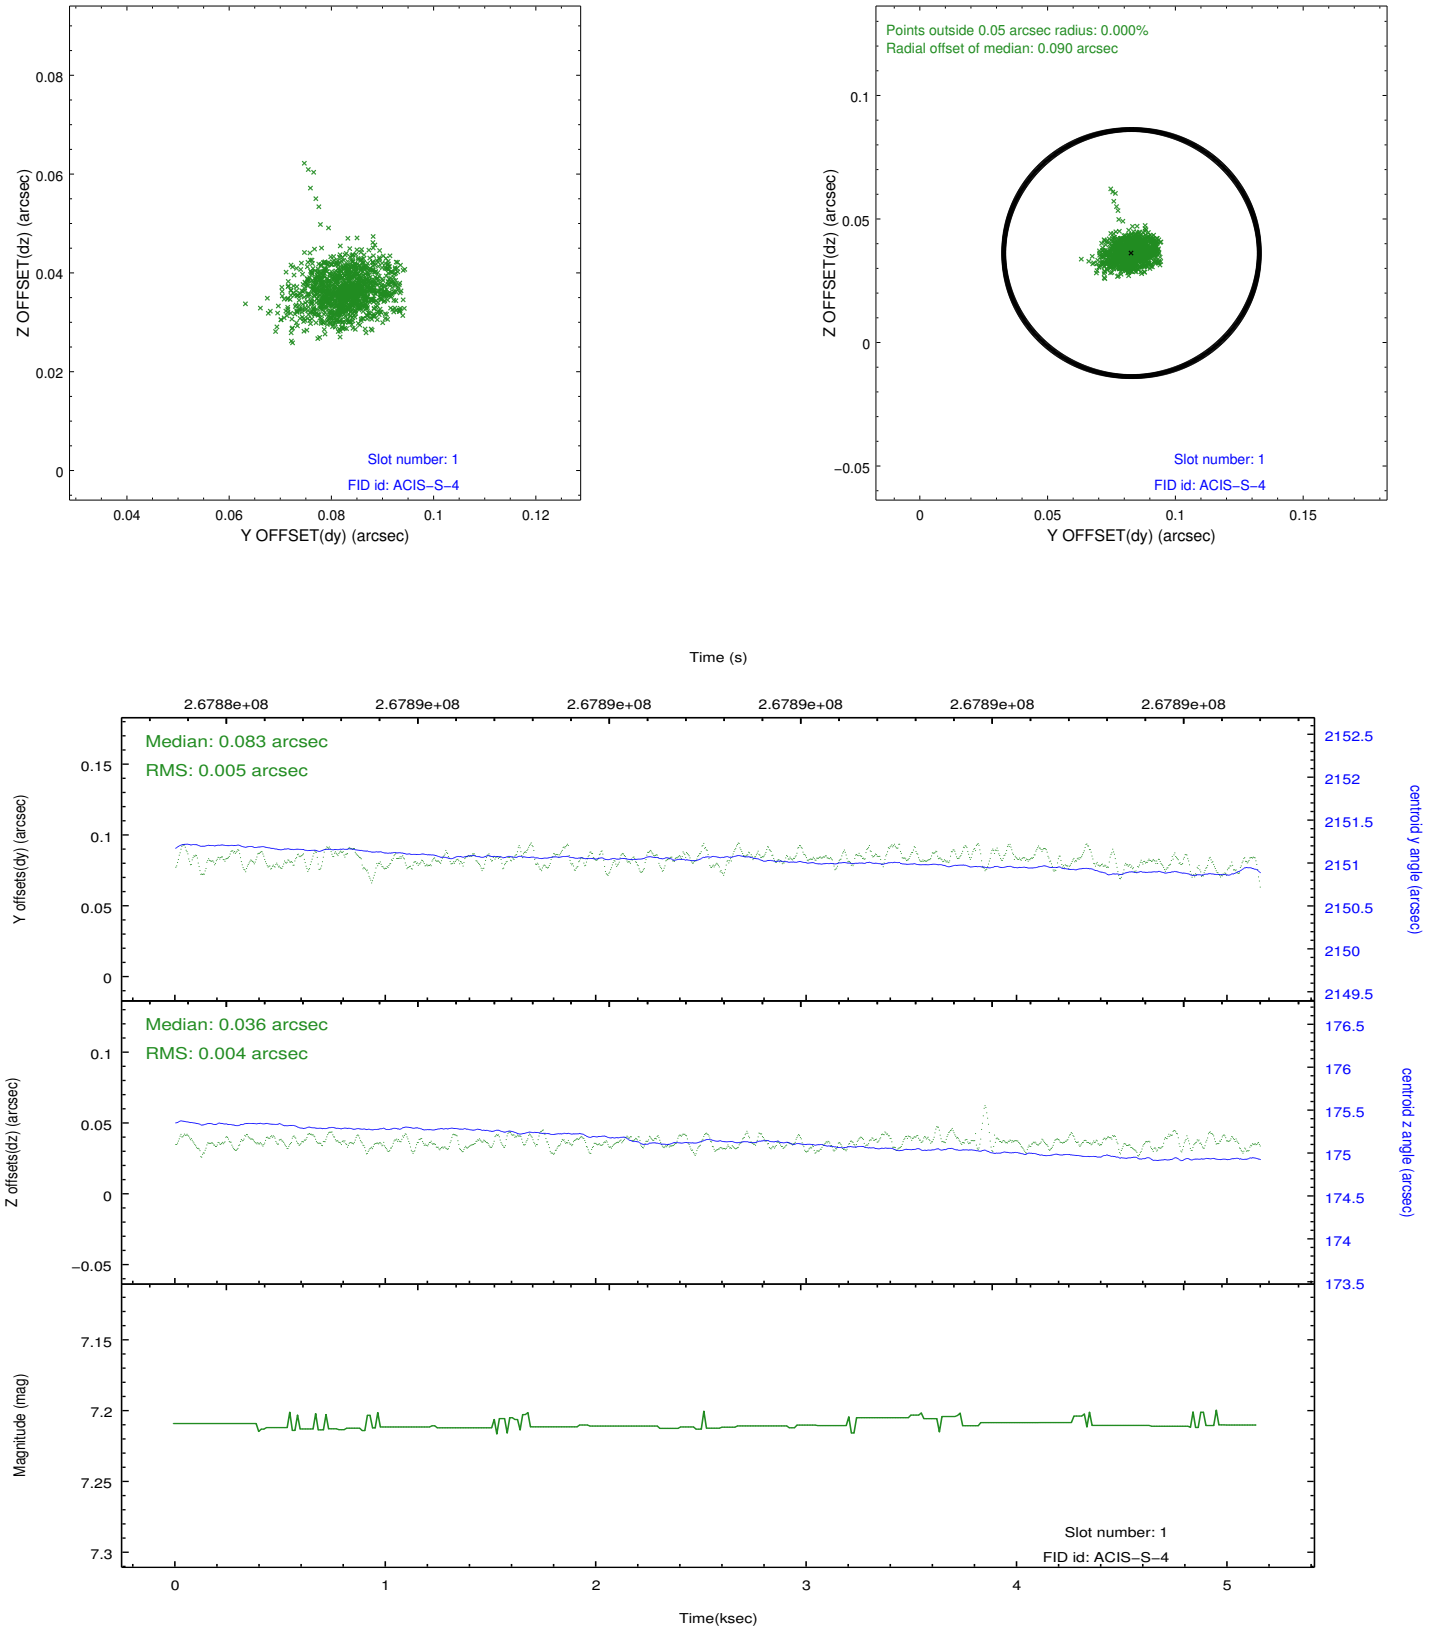 0.08
0.06
0.04
0.02
0
Z OFFSET(dz) (arcsec)
Slot number: 1
FID id: ACIS−S−4
0.04 0.06 0.08 0.1 0.12
Y OFFSET(dy) (arcsec)
Points outside 0.05 arcsec radius: 0.000%
Radial offset of median: 0.090 arcsec
0.1
0.05
0
−0.05
Z OFFSET(dz) (arcsec)
Slot number: 1
FID id: ACIS−S−4
0 0.05 0.1 0.15
Y OFFSET(dy) (arcsec)
Time (s)
2.6788e+08 2.6789e+08 2.6789e+08 2.6789e+08 2.6789e+08 2.6789e+08
Median: 0.083 arcsec
RMS: 0.005 arcsec
0.15
0.1
0.05
0
Y offsets(dy) (arcsec)
2152.5
2152
2151.5
2151
2150.5
2150
2149.5
centroid y angle (arcsec)
Median: 0.036 arcsec
RMS: 0.004 arcsec
0.1
0.05
0
−0.05
Z offsets(dz) (arcsec)
176.5
176
175.5
175
174.5
174
173.5
centroid z angle (arcsec)
7.15
7.2
7.25
7.3
Magnitude (mag)
Slot number: 1
FID id: ACIS−S−4
0 1 2 3 4 5
Time(ksec)